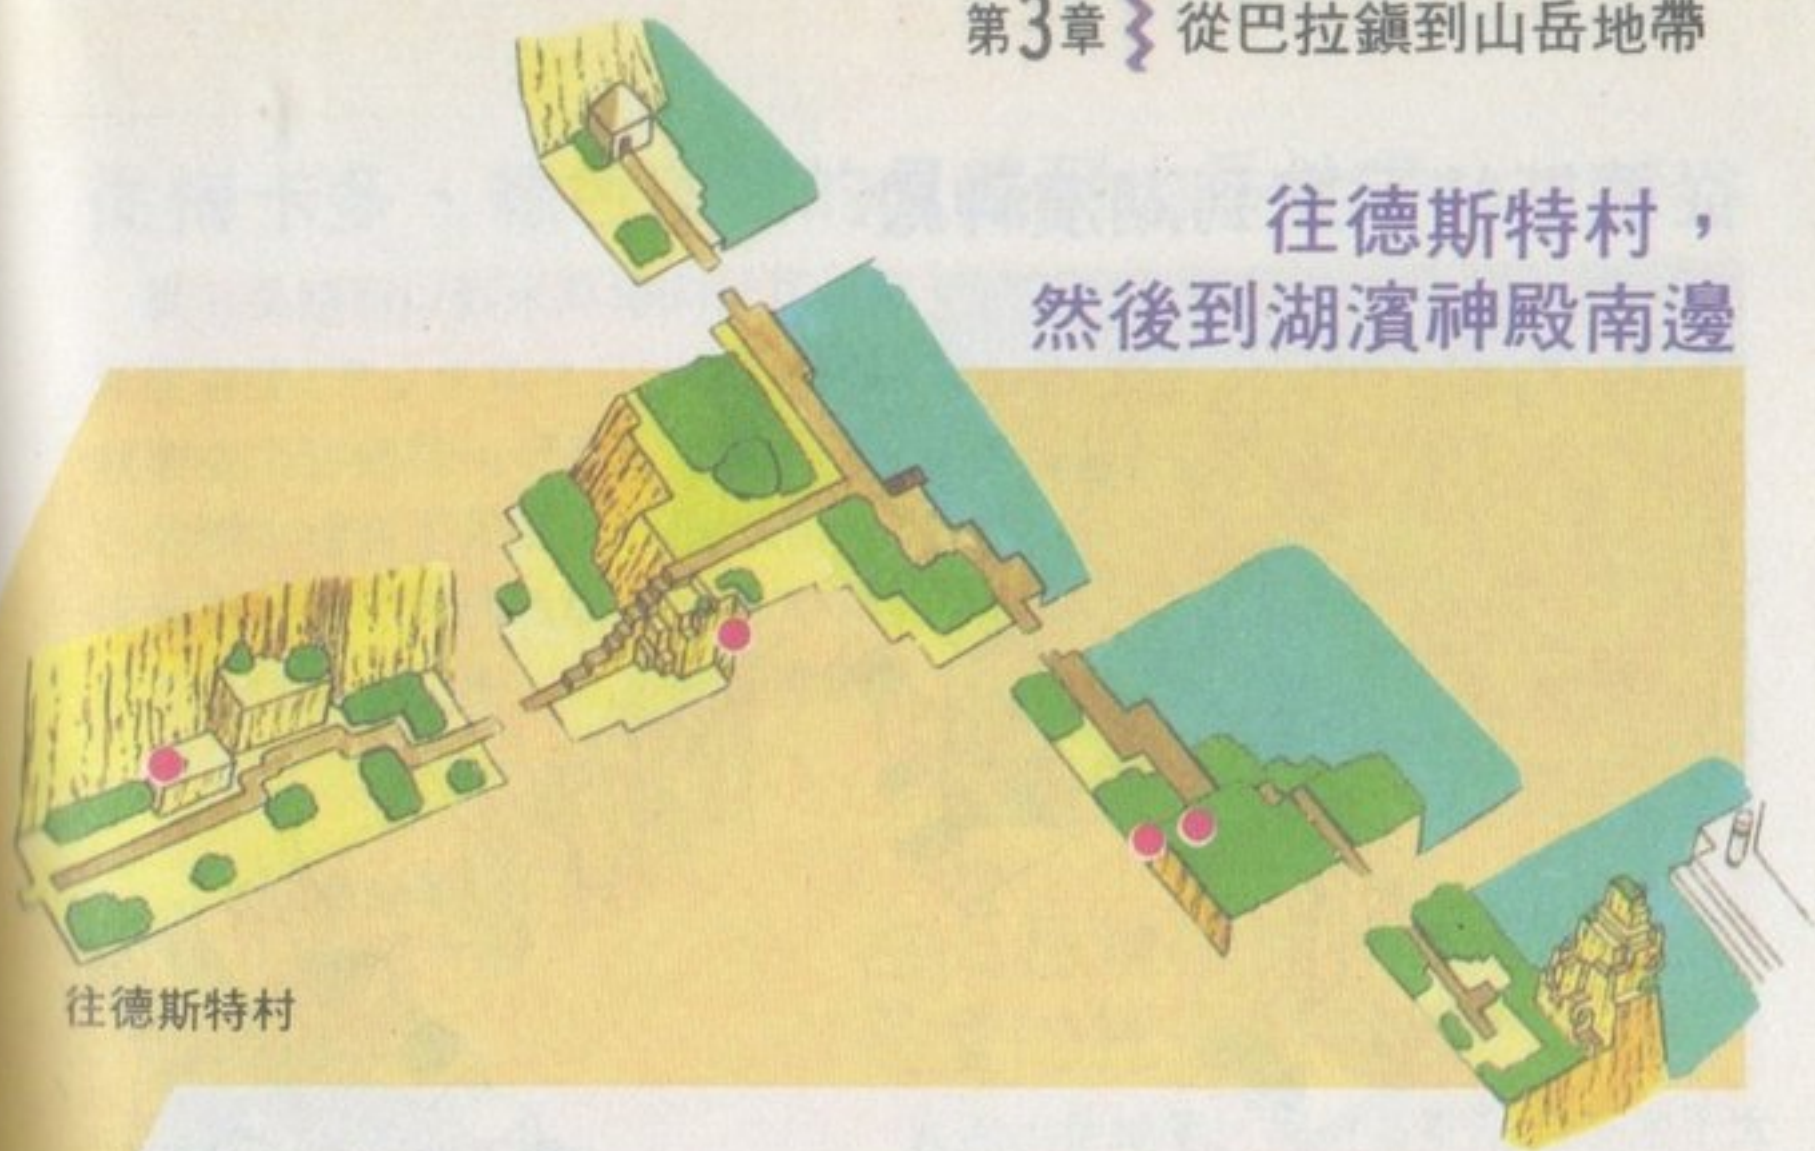 第3章 從巴拉鎭到山岳地帶
往德斯特村，
然後到湖濱神殿南邊
往德斯特村